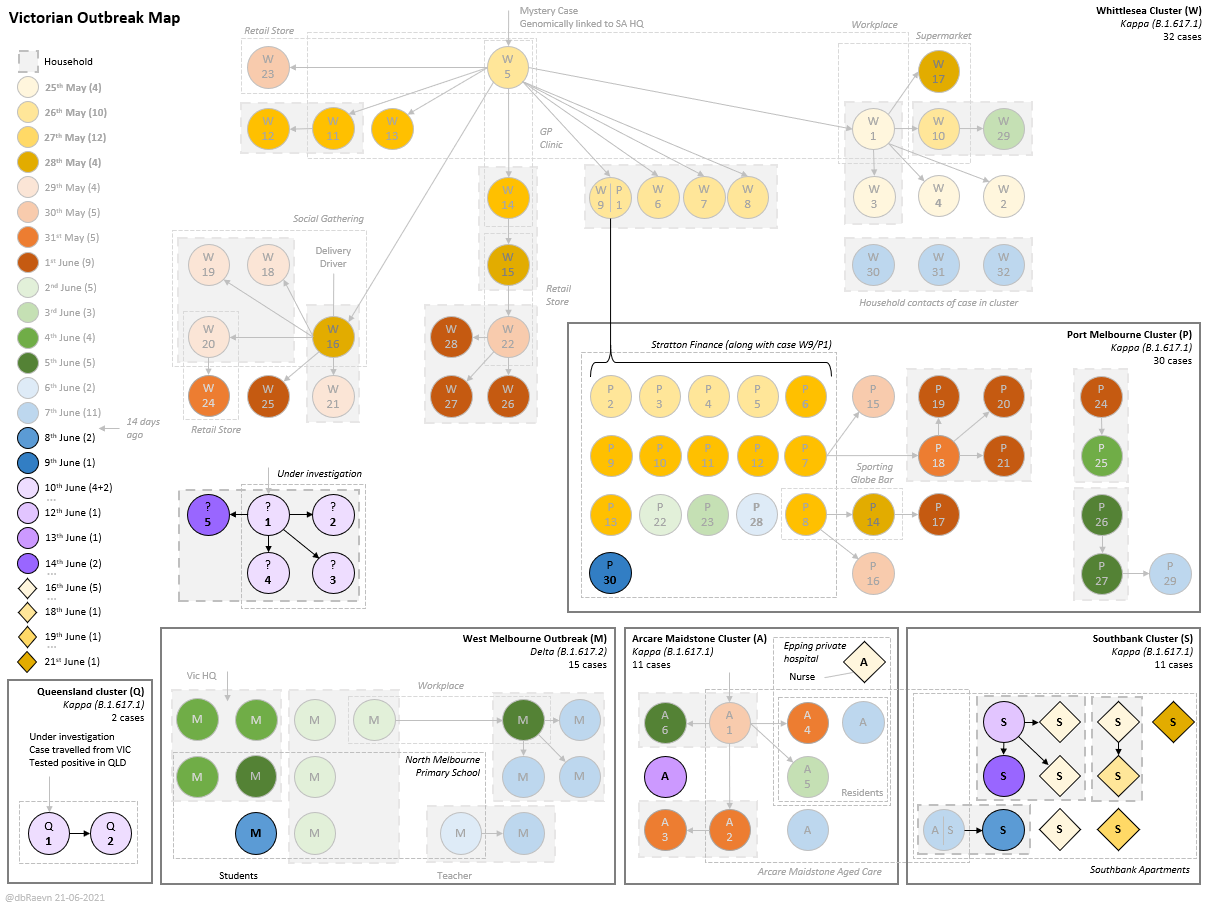 Victorian Outbreak Map
Household
25th May (4)
26th May (10)
27th May (12)
28th May (4)
29th May (4)
30th May (5)
31st May (5)
1st June (9)
2nd June (5)
3rd June (3)
4th June (4)
5th June (5)
6th June (2)
7th June (11)
8th June (2)
9th June (1)
10th June (4+2)
...
12th June (1)
13th June (1)
14th June (2)
...
16th June (5)
...
18th June (1)
19th June (1)
...
21st June (1)
14 days
ago
Mystery Case
Genomically linked to SA HQ
Whittlesea Cluster (W)
Kappa (B.1.617.1)
32 cases
Retail Store
Workplace
Supermarket
W
23
W
5
W
17
W
12
W
11
W
13
GP
Clinic
W
1
W
10
W
29
W
14
W
9
P
1
W
6
W
7
W
8
W
3
W
4
W
2
Social Gathering
W
19
W
18
Delivery
Driver
W
15
Retail
Store
W
30
W
31
W
32
Household contacts of case in cluster
W
20
W
16
W
28
W
22
W
24
W
25
W
21
W
27
W
26
Retail Store
Port Melbourne Cluster (P)
Kappa (B.1.617.1)
30 cases
Stratton Finance (along with case W9/P1)
P
2
P
3
P
4
P
5
P
6
P
15
P
19
P
20
P
24
P
9
P
10
P
11
P
12
P
7
P
18
P
21
P
25
Sporting
Globe Bar
P
13
P
22
P
23
P
28
P
8
P
14
P
17
P
26
P
30
P
16
P
27
P
29
Under investigation
?
5
?
1
?
2
?
4
?
3
Queensland cluster (Q)
Kappa (B.1.617.1)
2 cases
Under investigation
Case travelled from VIC
Tested positive in QLD
Q
1
Q
2
West Melbourne Outbreak (M)
Delta (B.1.617.2)
15 cases
Vic HQ
Workplace
M
M
M
M
M
M
North Melbourne
Primary School
M
M
M
M
M
M
M
M
M
Students
Teacher
Arcare Maidstone Cluster (A)
Kappa (B.1.617.1)
11 cases
Epping private
hospital
Nurse
A
A
6
A
1
A
4
A
A
A
5
Residents
A
3
A
2
A
Arcare Maidstone Aged Care
Southbank Cluster (S)
Kappa (B.1.617.1)
11 cases
S
S
S
S
S
S
S
A
S
S
S
S
Southbank Apartments
@dbRaevn 21-06-2021